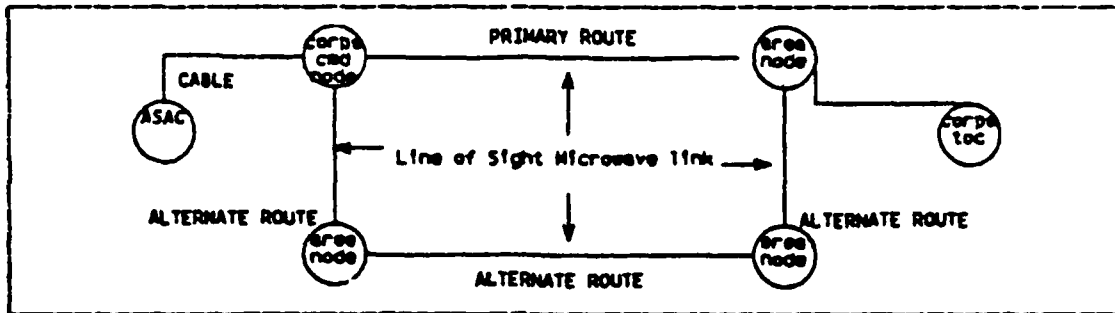 PRIMARY ROUTE
corps
cmd
node
area
node
CABLE
ASAC
corps
toc
Line of Sight Microwave link
ALTERNATE ROUTE
ALTERNATE ROUTE
area
node
area
node
ALTERNATE ROUTE